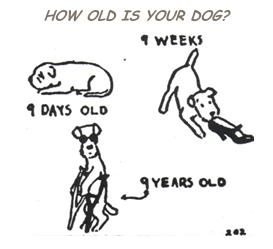 HOW OLD IS YOUR DOG?
9 WEEKS
9 DAYS OLD
9 YEARS OLD
202